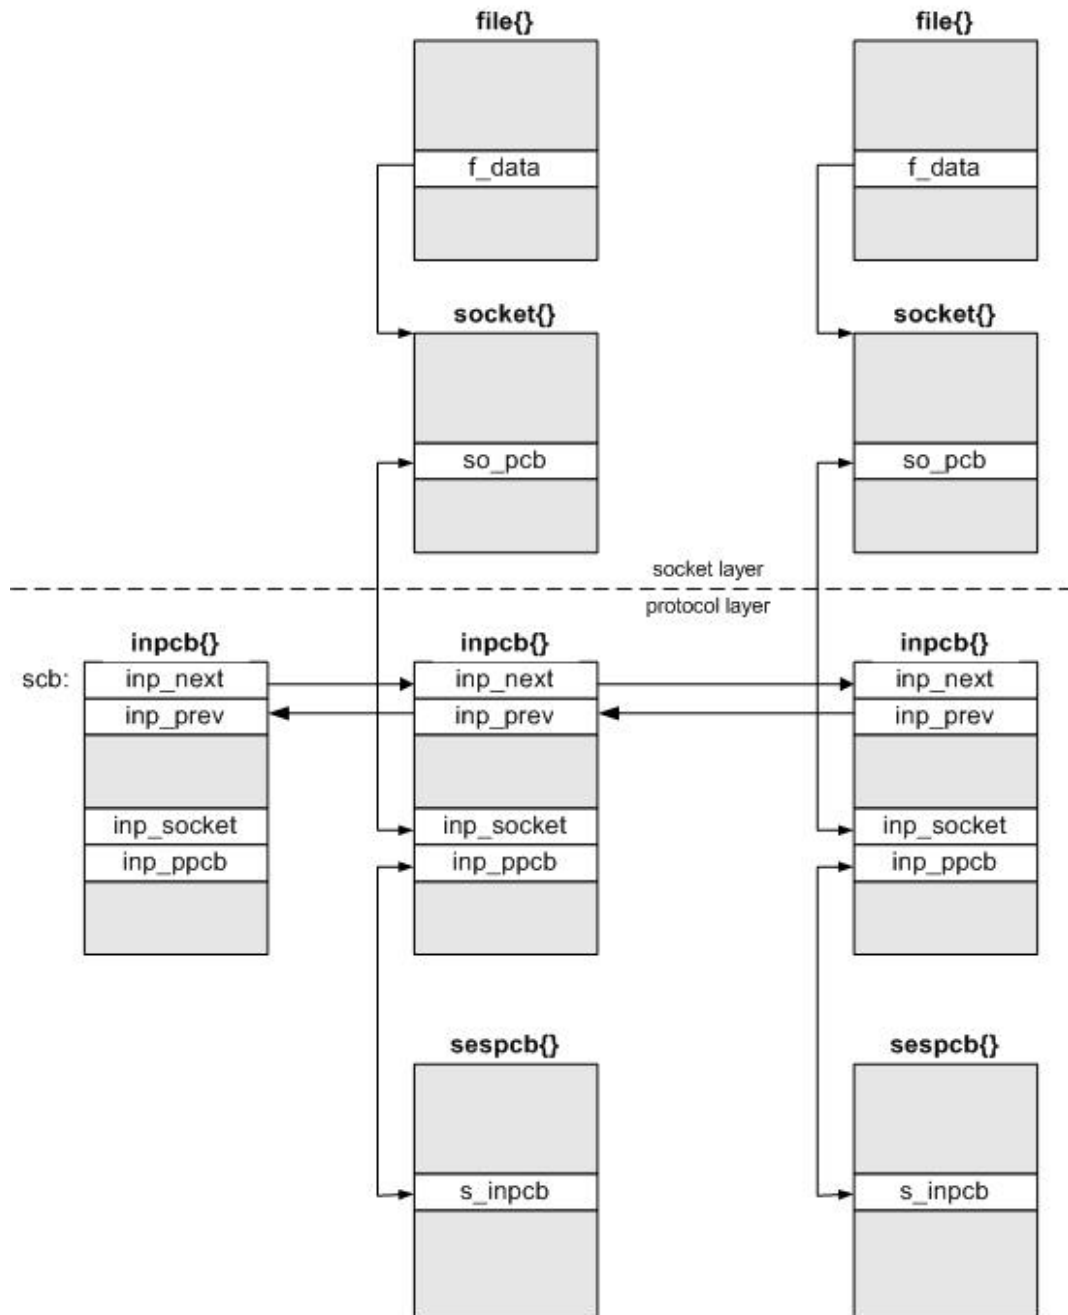 file{} file{}
f_data f_data
socket{} socket{}
so_pcb so_pcb
socket layer
protocol layer
inpcb{} inpcb{} inpcb{}
scb: inp_next inp_next inp_next
inp_prev inp_prev inp_prev
inp_socket inp_socket inp_socket
inp_ppcb inp_ppcb inp_ppcb
sespcb{} sespcb{}
s_inpcb s_inpcb